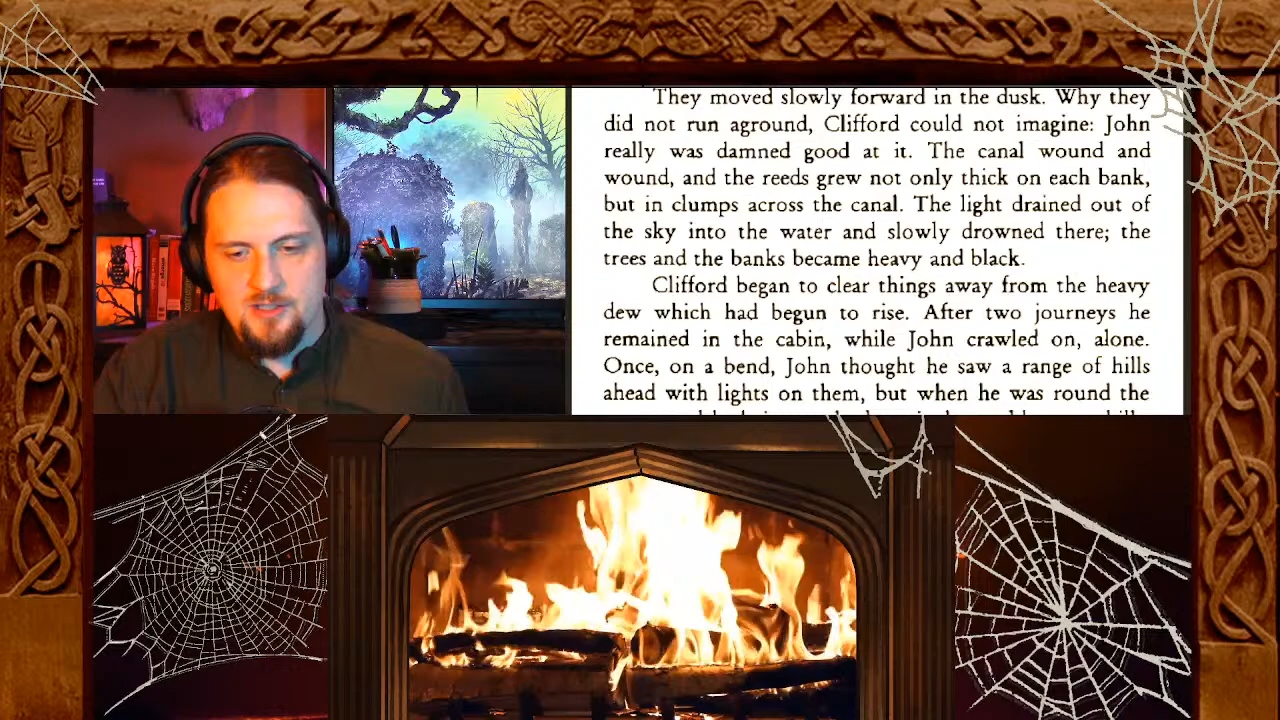 They moved slowly forward in the dusk. Why they
did not run aground, Clifford could not imagine: John
really was damned good at it. The canal wound and
wound, and the reeds grew not only thick on each bank,
but in clumps across the canal. The light drained out of
the sky into the water and slowly drowned there; the
trees and the banks became heavy and black.
Clifford began to clear things away from the heavy
dew which had begun to rise. After two journeys he
remained in the cabin, while John crawled on, alone.
Once, on a bend, John thought he saw a range of hills
ahead with lights on them, but when he was round the